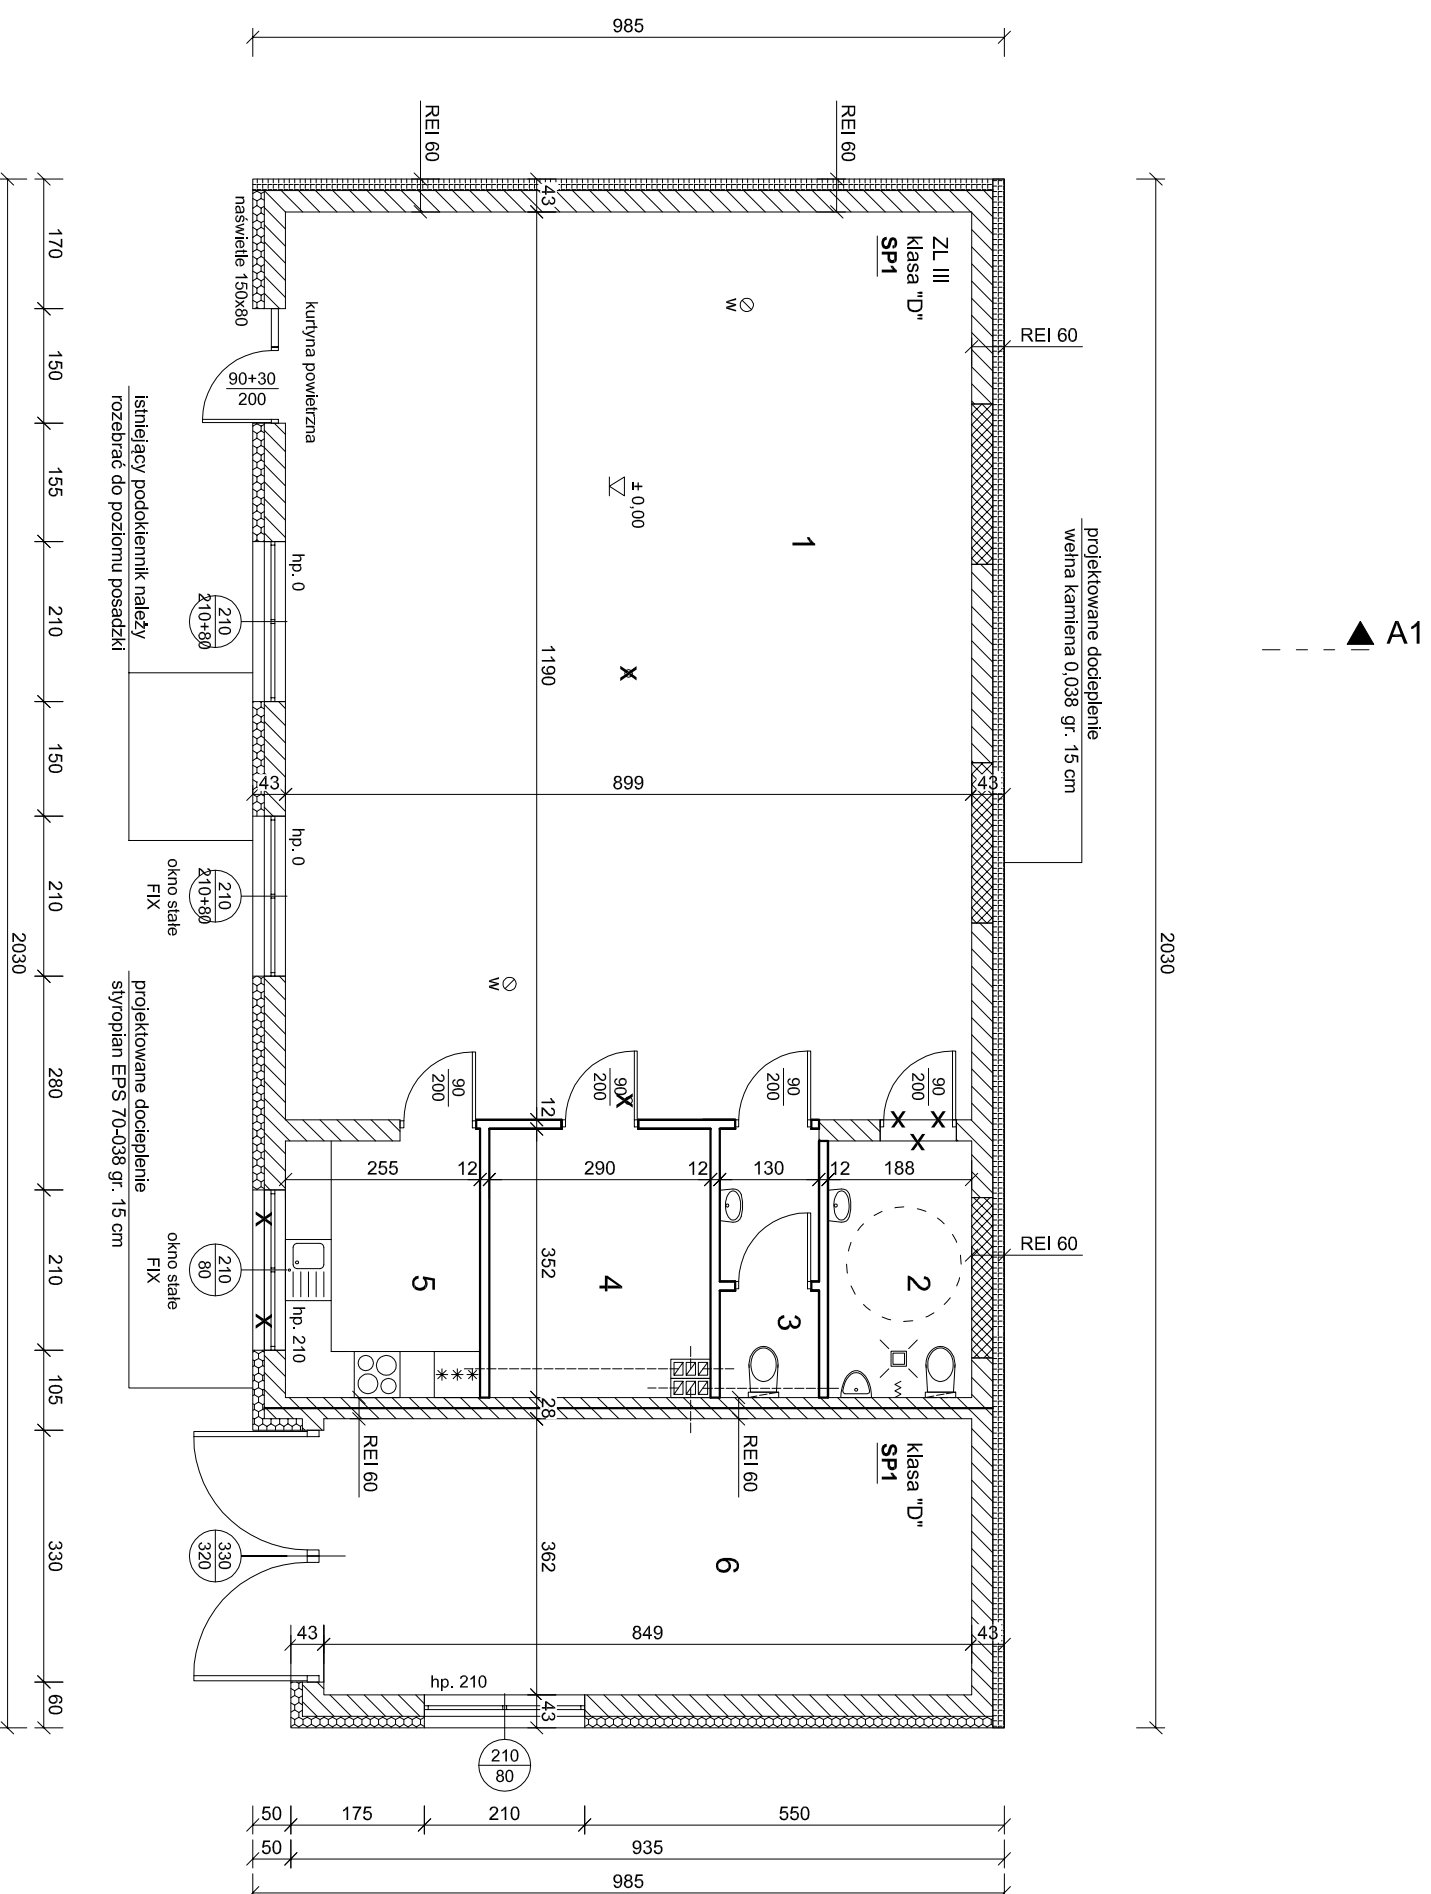 985
REI 60
REI 60
43
naświetle 150x80
ZL III
klasa "D"
SP1
w
REI 60
kurtyna powietrzna
90+30
200
170
150
155
210
150
210
280
210
105
330
60
2030
2030
istniejący podokiennik należy
rozebrać do poziomu posadzki
± 0,00
1
projektowane docieplenie
wełna kamiena 0,038 gr. 15 cm
A1
hp. 0
210
210+80
1190
x
43
899
43
hp. 0
210
210+80
okno stałe
FIX
w
projektowane docieplenie
styropian EPS 70-038 gr. 15 cm
90
200
90
200
x
90
200
90
200
x
x
x
12
255
12
290
12
130
12
188
352
REI 60
x
x
210
80
okno stałe
FIX
hp. 210
5
4
3
2
***
28
REI 60
REI 60
klasa "D"
SP1
330
320
362
6
43
849
43
hp. 210
43
210
80
50
175
210
550
50
935
985